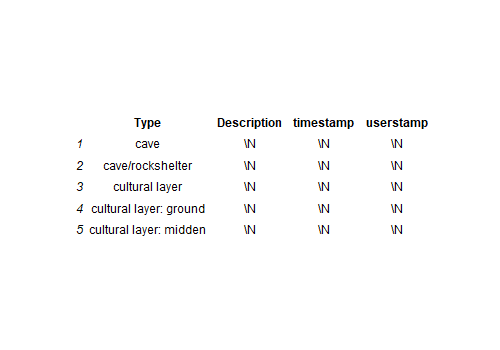 Type Description timestamp userstamp
1 cave \N \N \N
2 cave/rockshelter \N \N \N
3 cultural layer \N \N \N
4 cultural layer: ground \N \N \N
5 cultural layer: midden \N \N \N